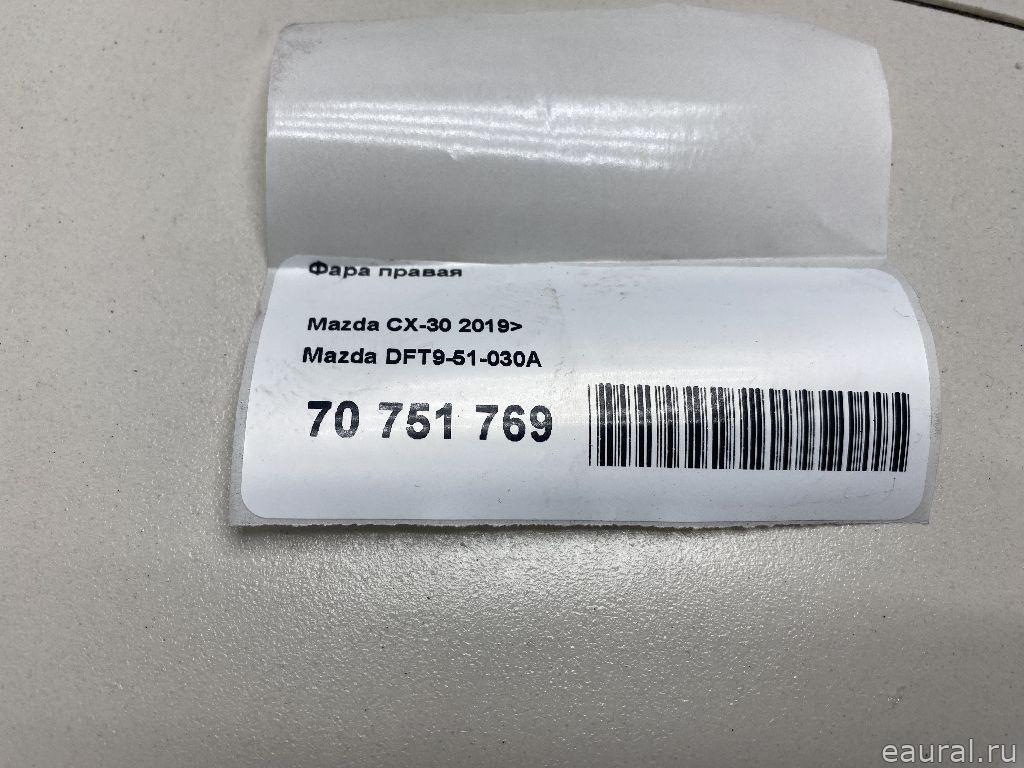 Фара правая
Mazda CX-30 2019>
Mazda DFT9-51-030A
70 751 769
eaural.ru